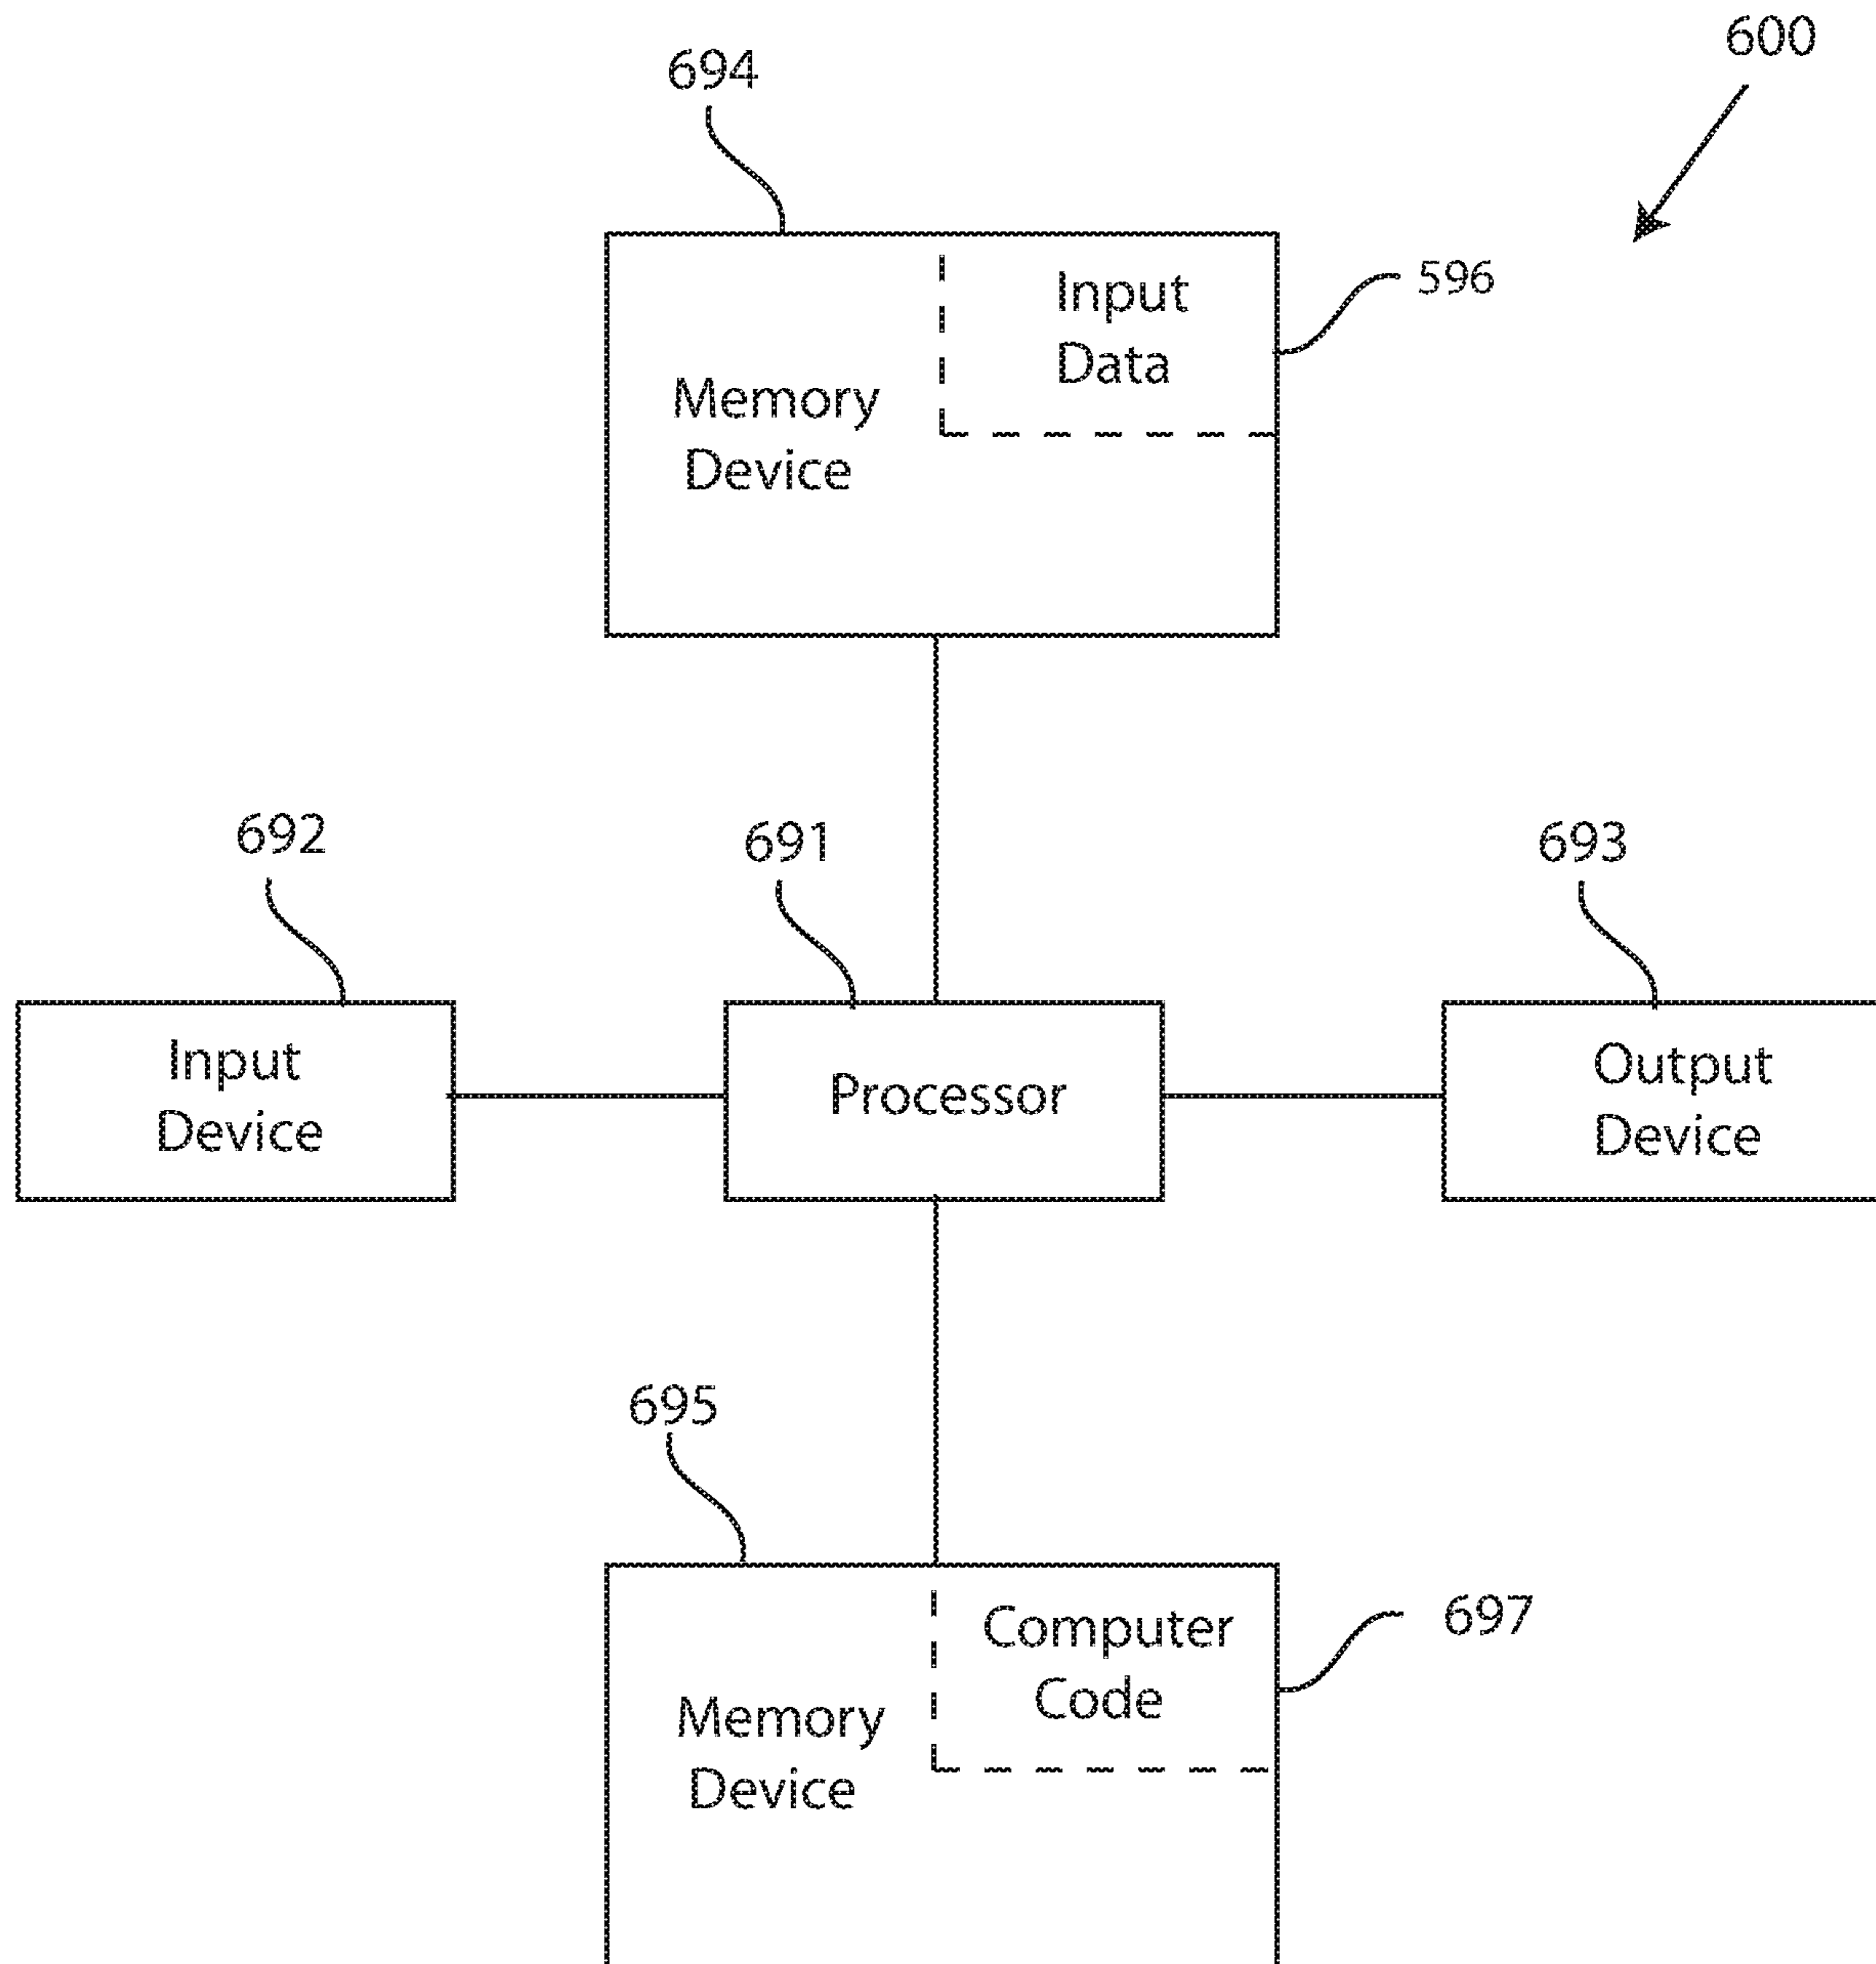 600
694
596
Input
Data
Memory
Device
692
691
693
Input
Device
Processor
Output
Device
695
697
Computer
Code
Memory
Device